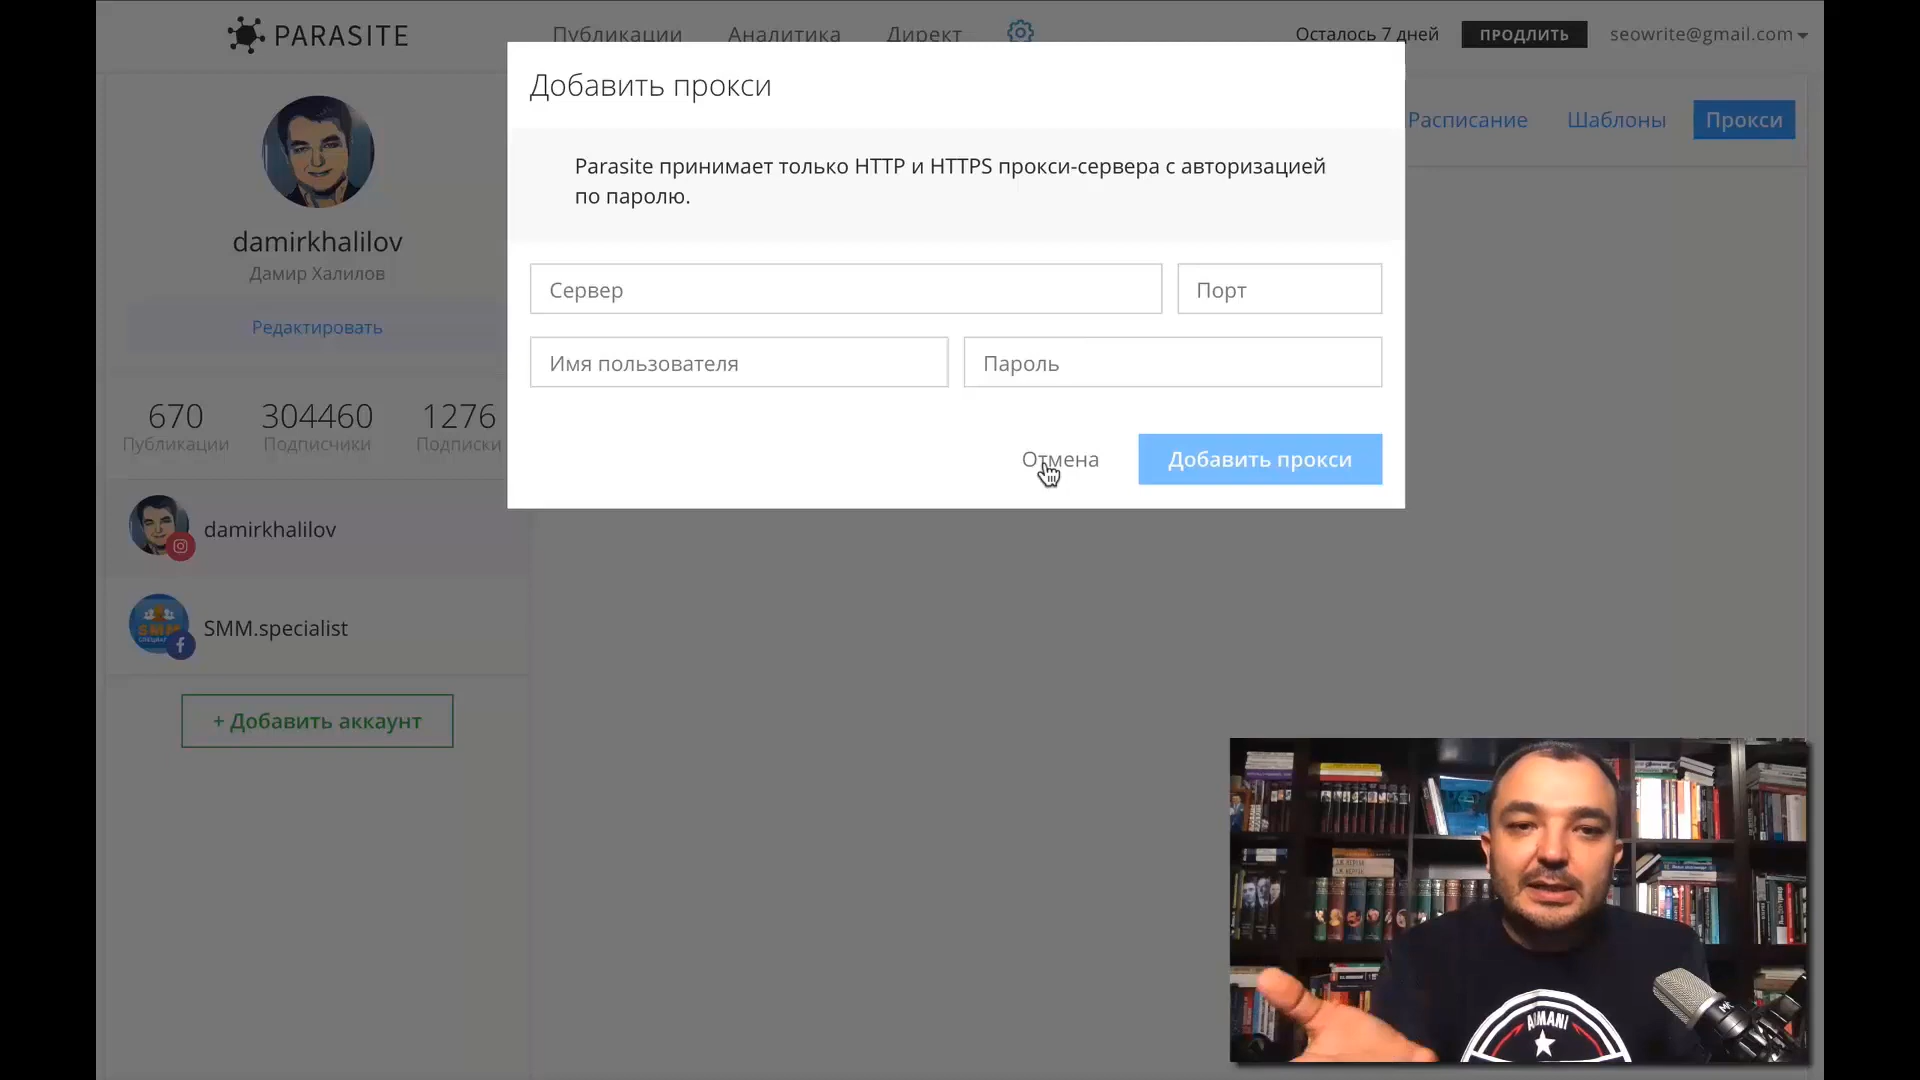 PARASITE
Публикации
Аналитика
Директ
Осталось 7 дней
ПРОДЛИТЬ
seowrite@gmail.com
Добавить прокси
Расписание
Шаблоны
Прокси
Parasite принимает только HTTP и HTTPS прокси-сервера с авторизацией
по паролю.
damirkhalilov
Дамир Халилов
Редактировать
Сервер
Порт
Имя пользователя
Пароль
670
304460
1276
Публикации
Подписчики
Подписки
Отмена
Добавить прокси
damirkhalilov
SMM.specialist
+ Добавить аккаунт